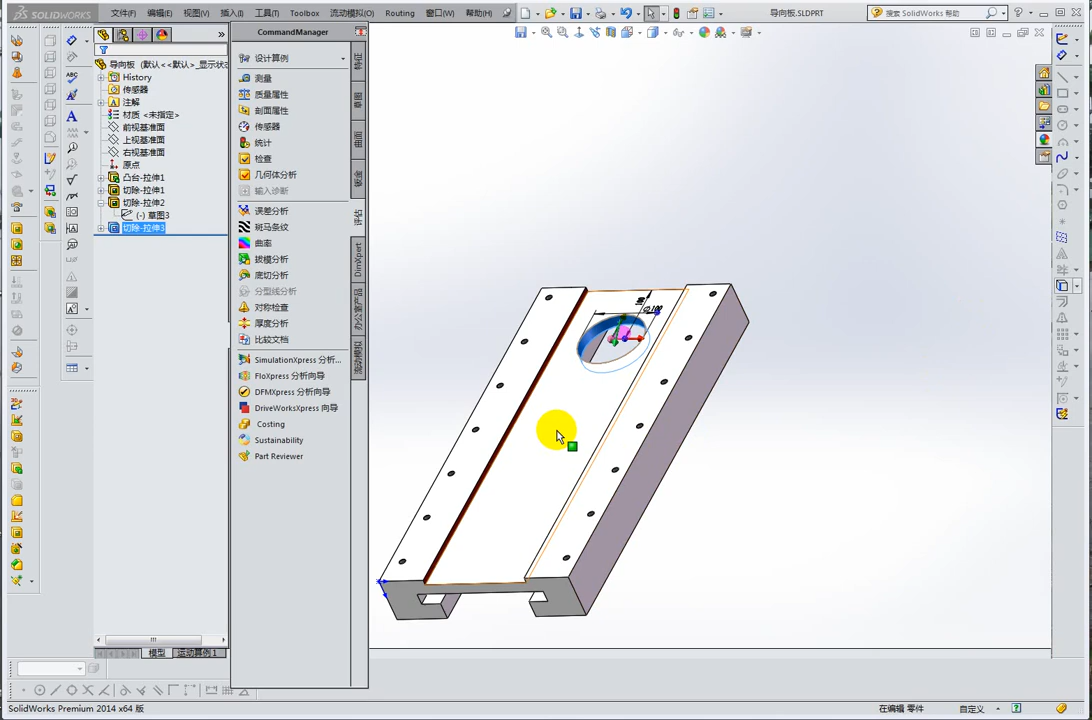 SOLIDWORKS 文件(F) 编辑(E) 视图(V) 插入(I) 工具(T) Toolbox 流动模拟(O) Routing 窗口(W) 帮助(H) 导向板.SLDPRT 搜索 SolidWorks 帮助
CommandManager
设计算例
测量
质量属性
剖面属性
传感器
统计
检查
几何体分析
输入诊断
误差分析
斑马条纹
曲率
拔模分析
底切分析
分型线分析
对称检查
厚度分析
比较文档
SimulationXpress 分析...
FloXpress 分析向导
DFMXpress 分析向导
DriveWorksXpress 向导
Costing
Sustainability
Part Reviewer
特征
草图
曲面
钣金
评估
DimXpert
办公室产品
流动模拟
导向板 (默认<<默认>_显示状
History
传感器
注解
材质 <未指定>
前视基准面
上视基准面
右视基准面
原点
凸台-拉伸1
切除-拉伸1
切除-拉伸2
(-) 草图3
切除-拉伸3
模型 运动算例 1
SolidWorks Premium 2014 x64 版 在编辑 零件 自定义